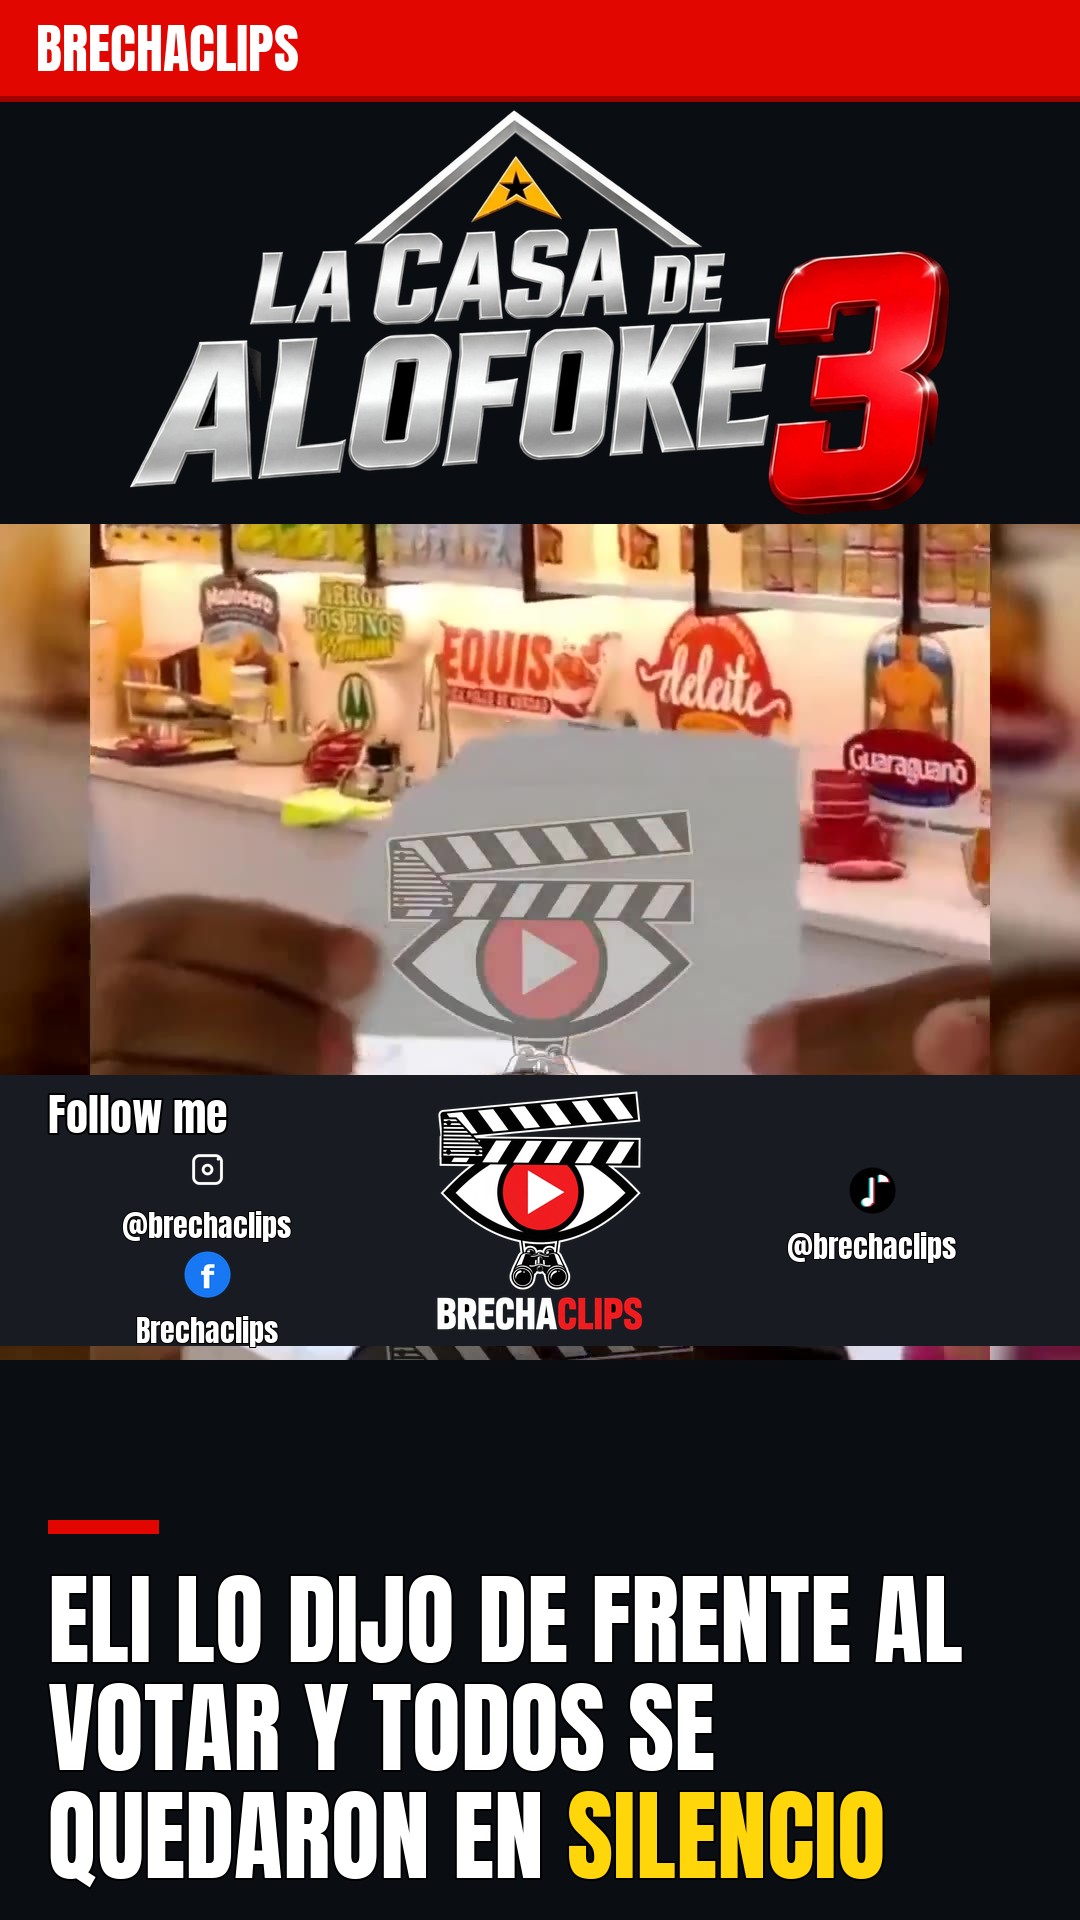 BRECHACLIPS
LA CASA DE
ALOFOKE 3
Manicero
ARROZ
DOS PINOS
Premium
EQUIS
deleite
Guaraguanó
Follow me
@brechaclips
f
Brechaclips
BRECHACLIPS
@brechaclips
ELI LO DIJO DE FRENTE AL
VOTAR Y TODOS SE
QUEDARON EN SILENCIO